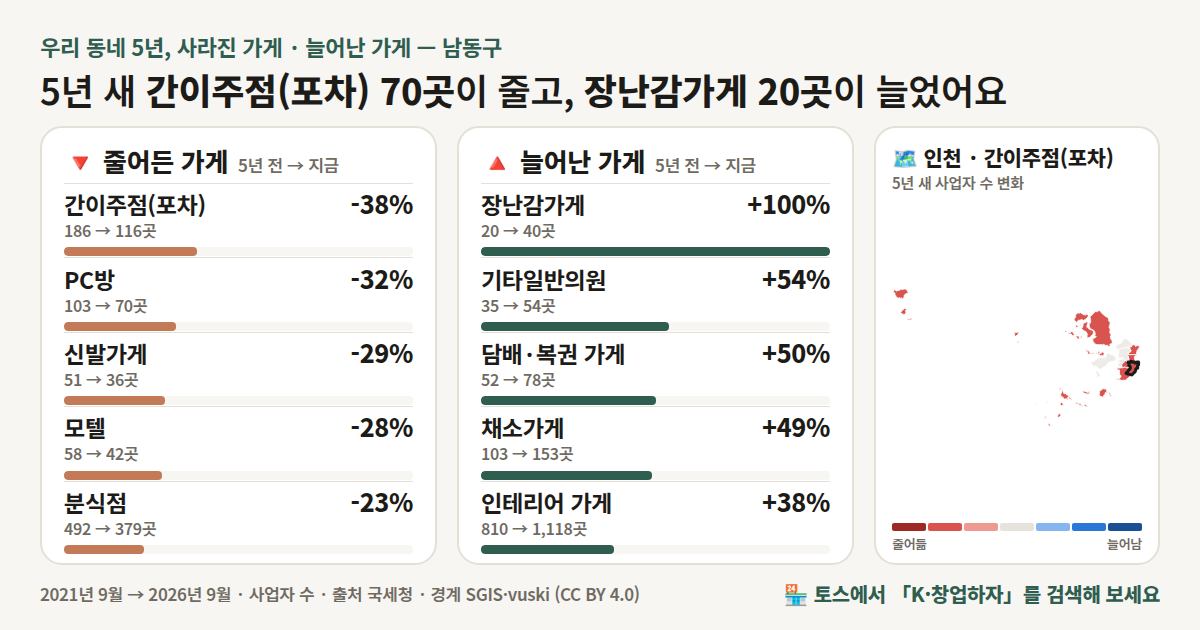 우리 동네 5년, 사라진 가게 · 늘어난 가게 — 남동구
5년 새 간이주점(포차) 70곳이 줄고, 장난감가게 20곳이 늘었어요
줄어든 가게 5년 전 → 지금
간이주점(포차) -38%
186 → 116곳
PC방 -32%
103 → 70곳
신발가게 -29%
51 → 36곳
모텔 -28%
58 → 42곳
분식점 -23%
492 → 379곳
늘어난 가게 5년 전 → 지금
장난감가게 +100%
20 → 40곳
기타일반의원 +54%
35 → 54곳
담배·복권 가게 +50%
52 → 78곳
채소가게 +49%
103 → 153곳
인테리어 가게 +38%
810 → 1,118곳
인천 · 간이주점(포차)
5년 새 사업자 수 변화
줄어듦 늘어남
2021년 9월 → 2026년 9월 · 사업자 수 · 출처 국세청 · 경계 SGIS·vuski (CC BY 4.0)
토스에서 「K·창업하자」를 검색해 보세요